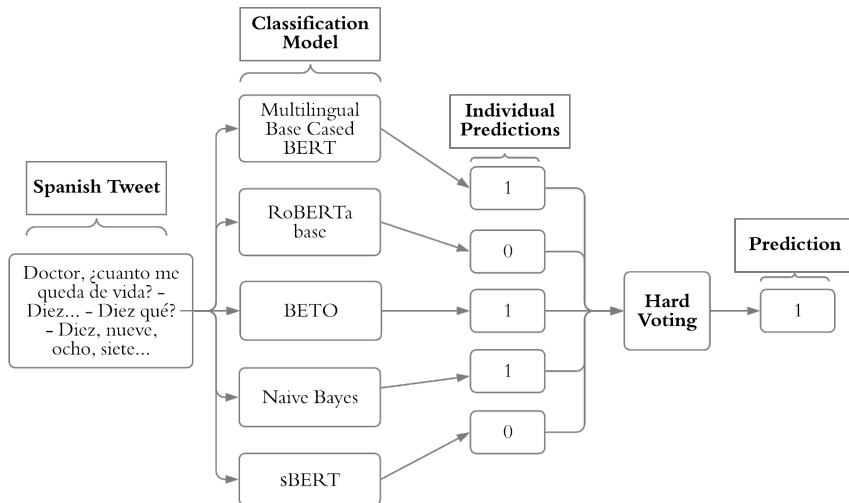 Classification
Model
Multilingual
Base Cased
BERT
Individual
Predictions
Spanish Tweet
1
RoBERTa
base
0
Prediction
Doctor, ¿cuanto me
queda de vida? -
Diez... - Diez qué?
- Diez, nueve,
ocho, siete...
BETO
1
Hard
Voting
1
Naive Bayes
1
0
sBERT